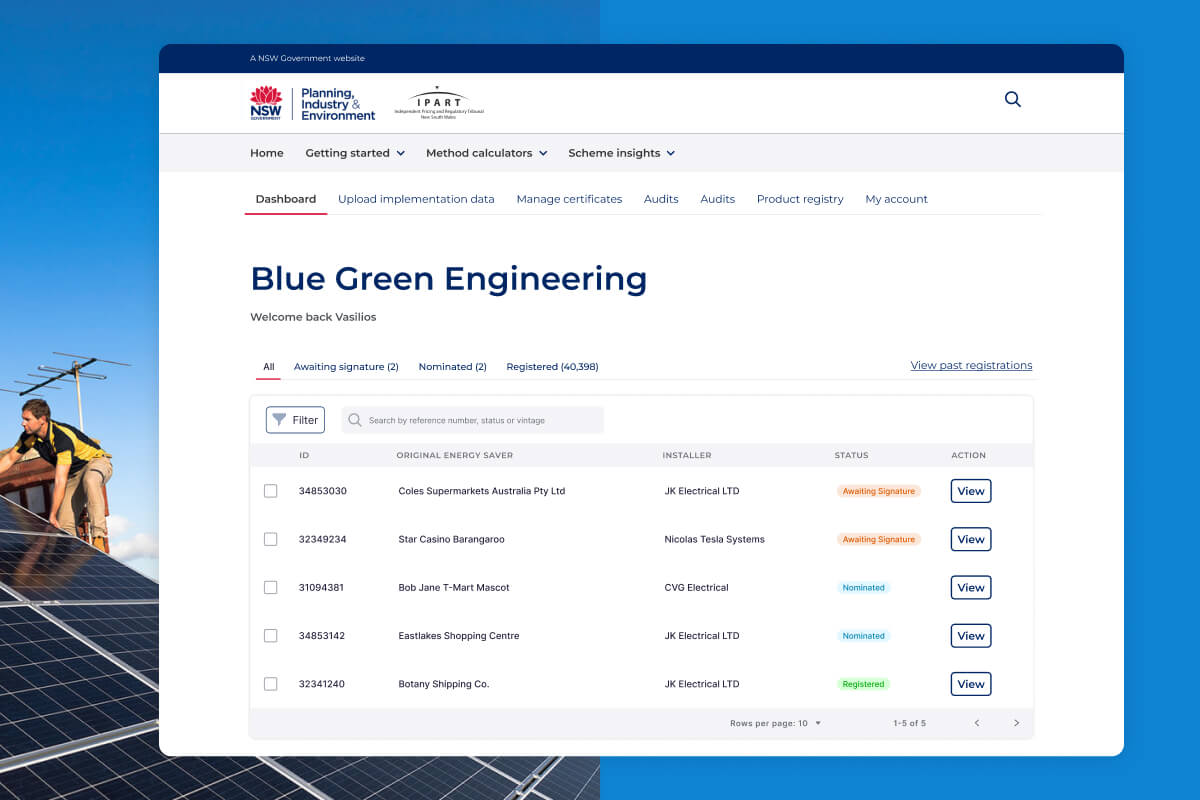 A NSW Government website
NSW
GOVERNMENT
Planning,
Industry &
Environment
IPART
Independent Pricing and Regulatory Tribunal
New South Wales
Home Getting started Method calculators Scheme insights
Dashboard Upload implementation data Manage certificates Audits Audits Product registry My account
Blue Green Engineering
Welcome back Vasilios
All Awaiting signature (2) Nominated (2) Registered (40,398) View past registrations
Filter Search by reference number, status or vintage
ID ORIGINAL ENERGY SAVER INSTALLER STATUS ACTION
34853030 Coles Supermarkets Australia Pty Ltd JK Electrical LTD Awaiting Signature View
32349234 Star Casino Barangaroo Nicolas Tesla Systems Awaiting Signature View
31094381 Bob Jane T-Mart Mascot CVG Electrical Nominated View
34853142 Eastlakes Shopping Centre JK Electrical LTD Nominated View
32341240 Botany Shipping Co. JK Electrical LTD Registered View
Rows per page: 10 1-5 of 5